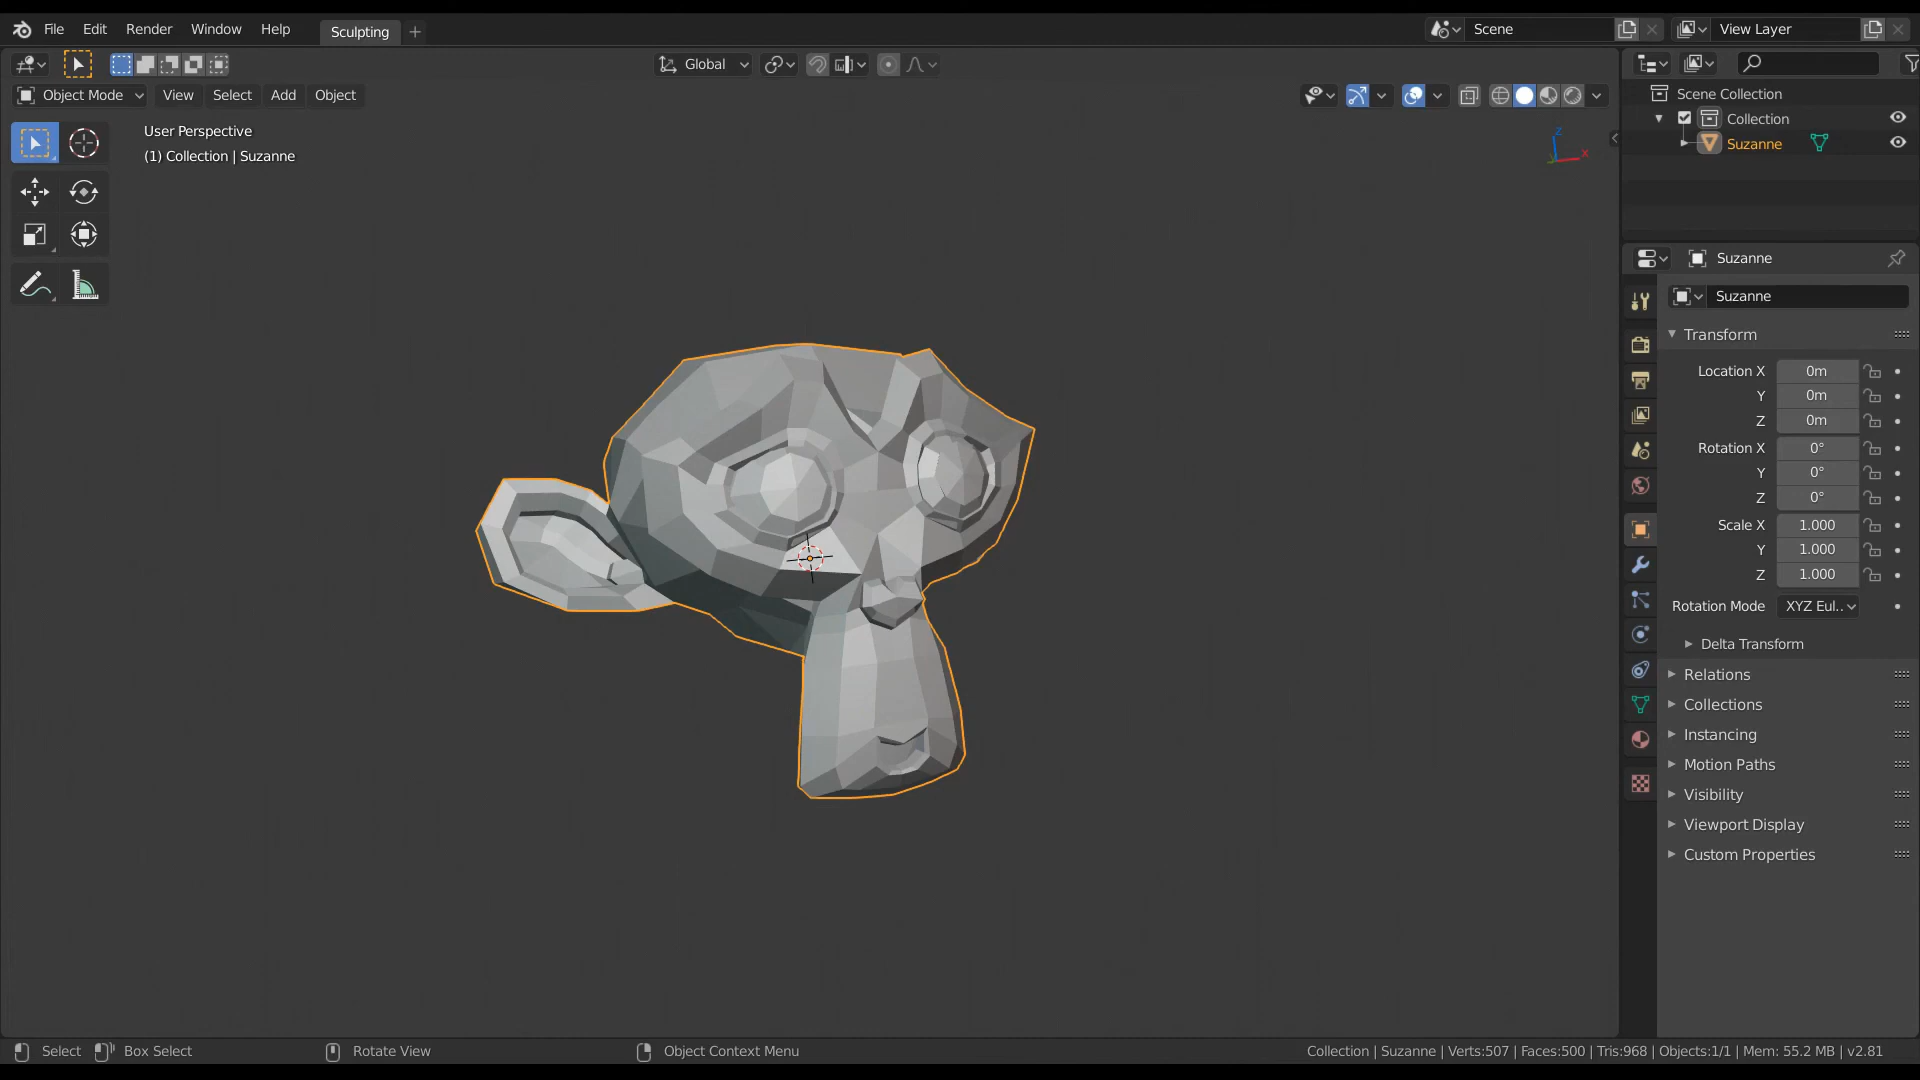 File Edit Render Window Help Sculpting + Scene View Layer
Global
Object Mode View Select Add Object
User Perspective
(1) Collection | Suzanne
Z
X
Y
Scene Collection
Collection
Suzanne
Suzanne
Suzanne
Transform
Location X 0m
Y 0m
Z 0m
Rotation X 0°
Y 0°
Z 0°
Scale X 1.000
Y 1.000
Z 1.000
Rotation Mode XYZ Eul..
Delta Transform
Relations
Collections
Instancing
Motion Paths
Visibility
Viewport Display
Custom Properties
Select Box Select Rotate View Object Context Menu Collection | Suzanne | Verts:507 | Faces:500 | Tris:968 | Objects:1/1 | Mem: 55.2 MB | v2.81